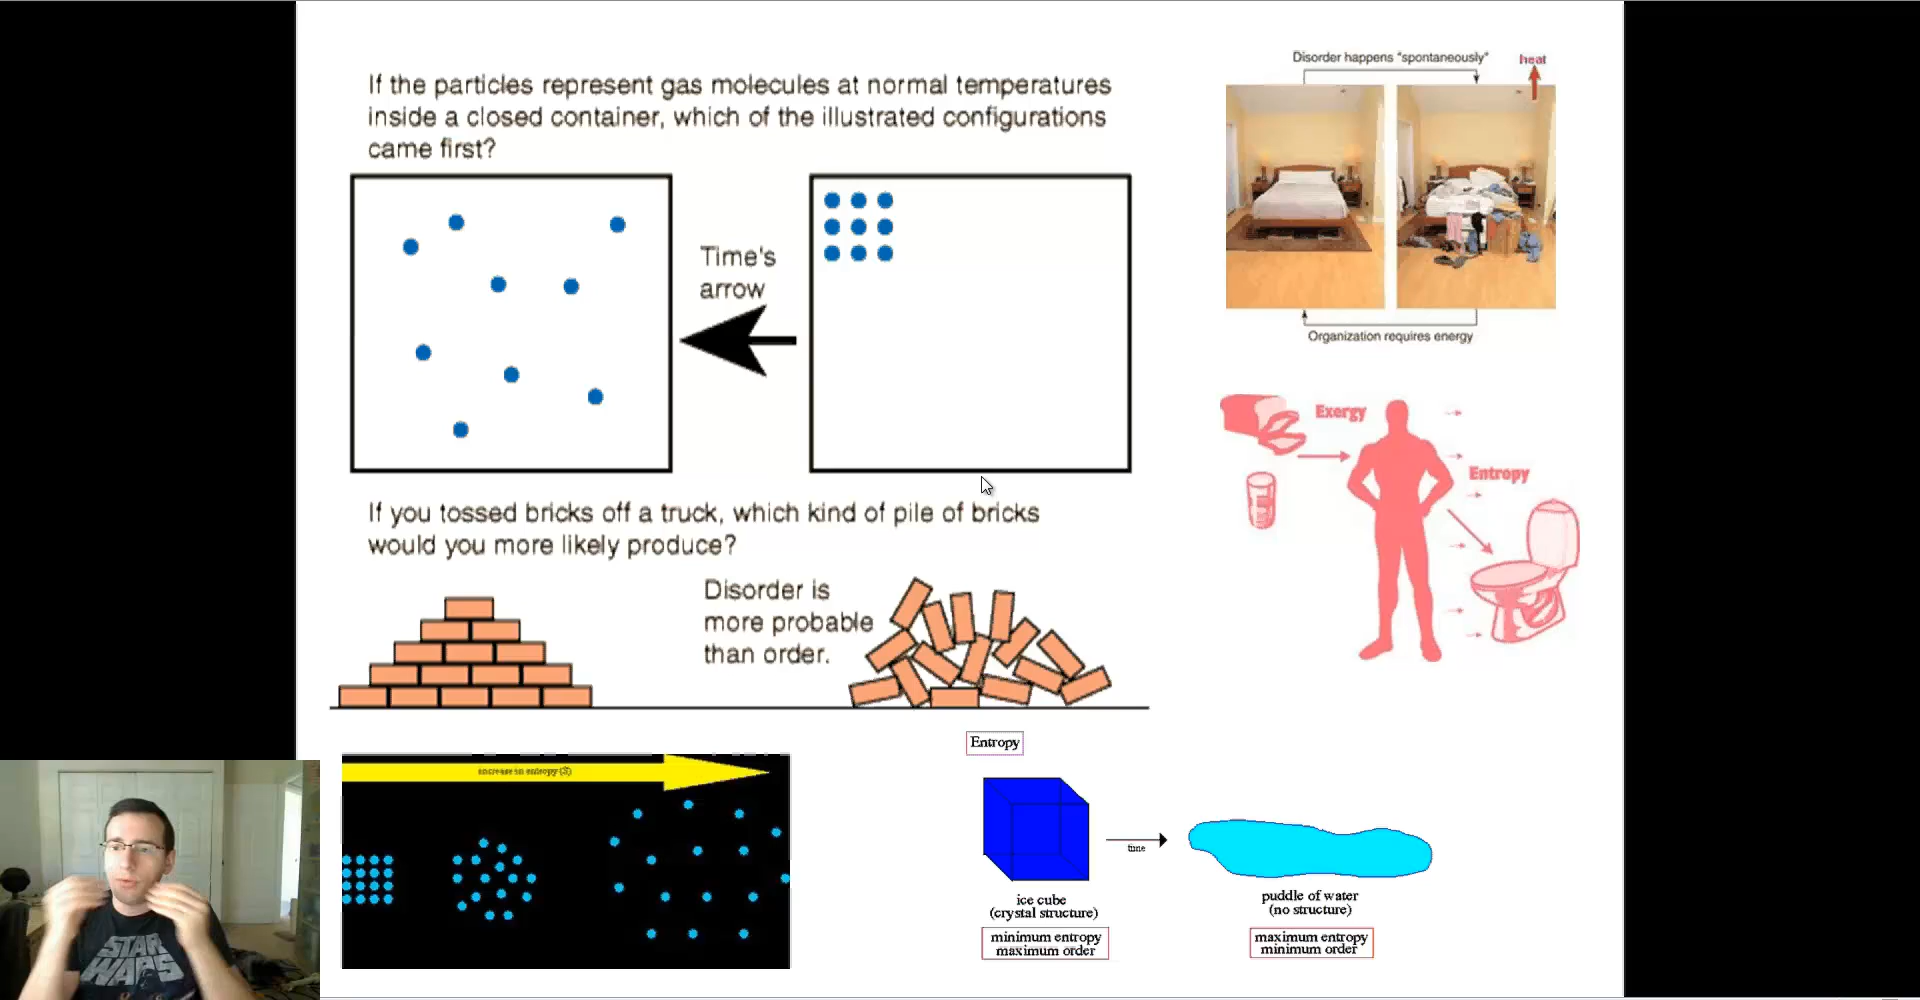 If the particles represent gas molecules at normal temperatures
inside a closed container, which of the illustrated configurations
came first?
Time's
arrow
If you tossed bricks off a truck, which kind of pile of bricks
would you more likely produce?
Disorder is
more probable
than order.
Disorder happens "spontaneously"
heat
Organization requires energy
Exergy
Entropy
increase in entropy (S)
Entropy
time
ice cube
(crystal structure)
minimum entropy
maximum order
puddle of water
(no structure)
maximum entropy
minimum order
STAR
WARS